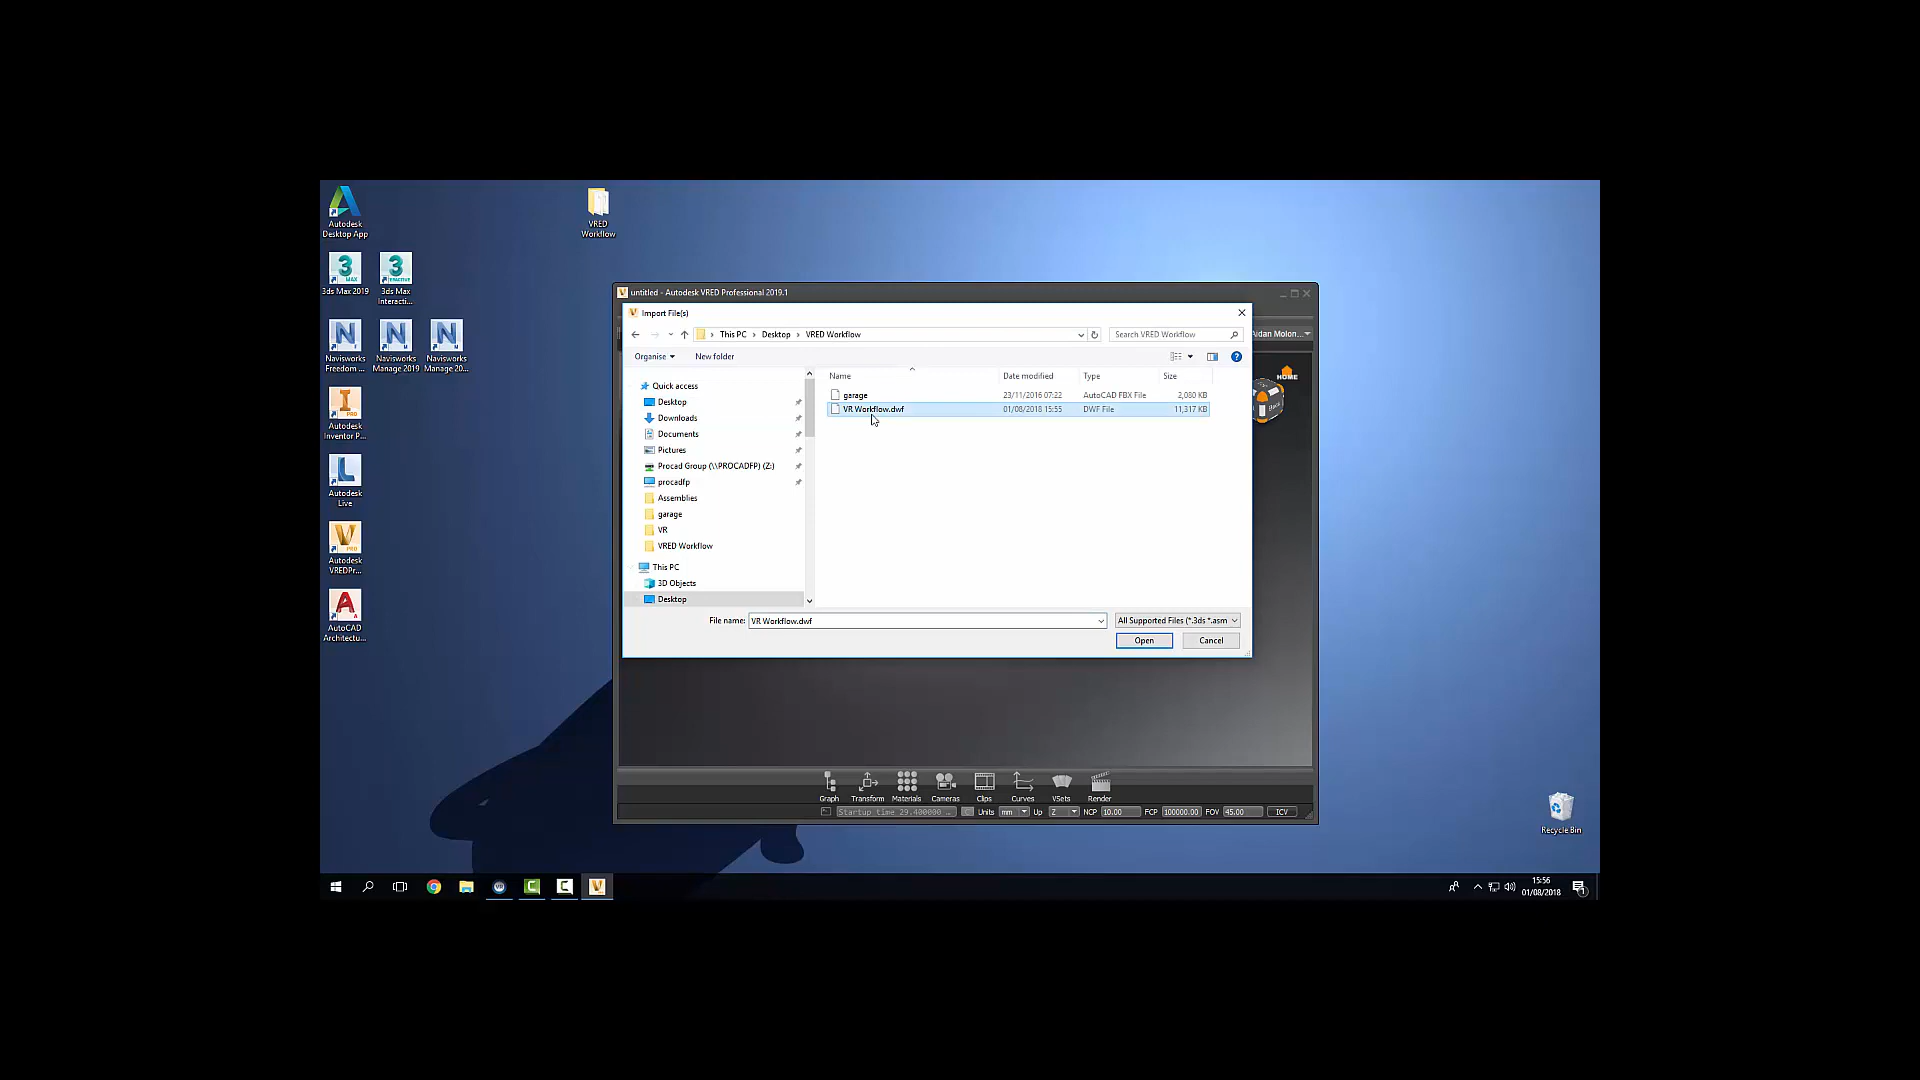 Autodesk
Desktop App
VRED
Workflow
3ds Max 2019
3ds Max
Interacti...
Navisworks
Freedom ...
Navisworks
Manage 2019
Navisworks
Manage 20...
Autodesk
Inventor P...
Autodesk
Live
Autodesk
VREDPr...
AutoCAD
Architectu...
untitled - Autodesk VRED Professional 2019.1
Import File(s)
This PC > Desktop > VRED Workflow
Search VRED Workflow
Aidan Molon...
Organise
New folder
Name
Date modified
Type
Size
garage
23/11/2016 07:22
AutoCAD FBX File
2,080 KB
VR Workflow.dwf
01/08/2018 15:55
DWF File
11,317 KB
Quick access
Desktop
Downloads
Documents
Pictures
Procad Group (\\PROCADFP) (Z:)
procadfp
Assemblies
garage
VR
VRED Workflow
This PC
3D Objects
Desktop
HOME
File name: VR Workflow.dwf
All Supported Files (*.3ds *.asm
Open
Cancel
Graph
Transform
Materials
Cameras
Clips
Curves
VSets
Render
Startup time 29.400000 ...
Units mm
Up Z
NCP 10.00
FCP 100000.00
FOV 45.00
ICV
Recycle Bin
15:56
01/08/2018